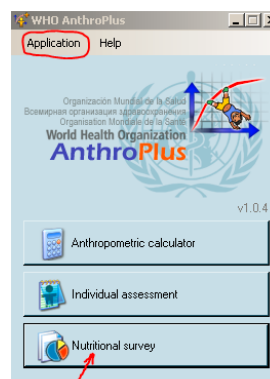 WHO AnthroPlus
Application Help
Organización Mundial de la Salud
Всемирная организация здравоохранения
Organisation Mondiale de la Santé
World Health Organization
AnthroPlus
v1.0.4
Anthropometric calculator
Individual assessment
Nutritional survey